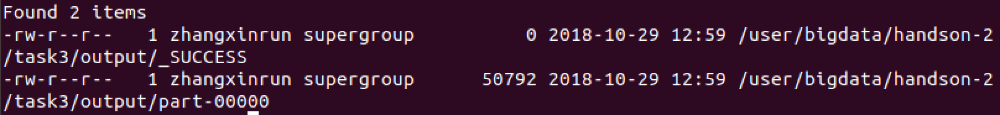 Found 2 items
-rw-r--r--   1 zhangxinrun supergroup          0 2018-10-29 12:59 /user/bigdata/handson-2
/task3/output/_SUCCESS
-rw-r--r--   1 zhangxinrun supergroup      50792 2018-10-29 12:59 /user/bigdata/handson-2
/task3/output/part-00000